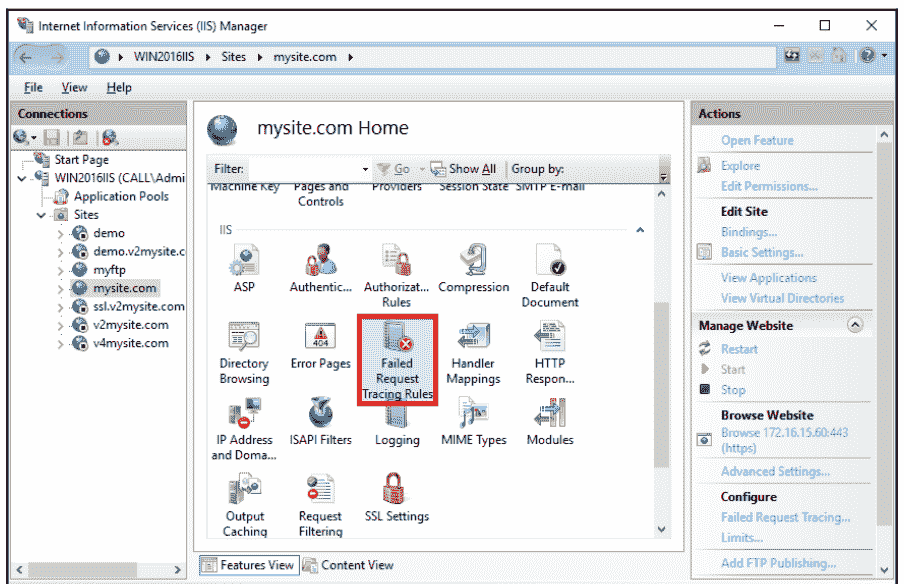 Internet Information Services (IIS) Manager
WIN2016IIS
Sites
mysite.com
File View Help
Connections
Start Page
WIN2016IIS (CALL\Admi
Application Pools
Sites
demo
demo.v2mysite.c
myftp
mysite.com
ssl.v2mysite.com
v2mysite.com
v4mysite.com
mysite.com Home
Filter: Go Show All Group by:
Machine Key
Pages and
Controls
Providers
Session State
SMTP E-mail
IIS
ASP
Authentic...
Authorizat...
Rules
Compression
Default
Document
Directory
Browsing
Error Pages
404
Failed
Request
Tracing Rules
Handler
Mappings
HTTP
Respon...
IP Address
and Doma...
ISAPI Filters
Logging
MIME Types
Modules
Output
Caching
Request
Filtering
SSL Settings
Features View
Content View
Actions
Open Feature
Explore
Edit Permissions...
Edit Site
Bindings...
Basic Settings...
View Applications
View Virtual Directories
Manage Website
Restart
Start
Stop
Browse Website
Browse 172.16.15.60:443
(https)
Advanced Settings...
Configure
Failed Request Tracing...
Limits...
Add FTP Publishing...